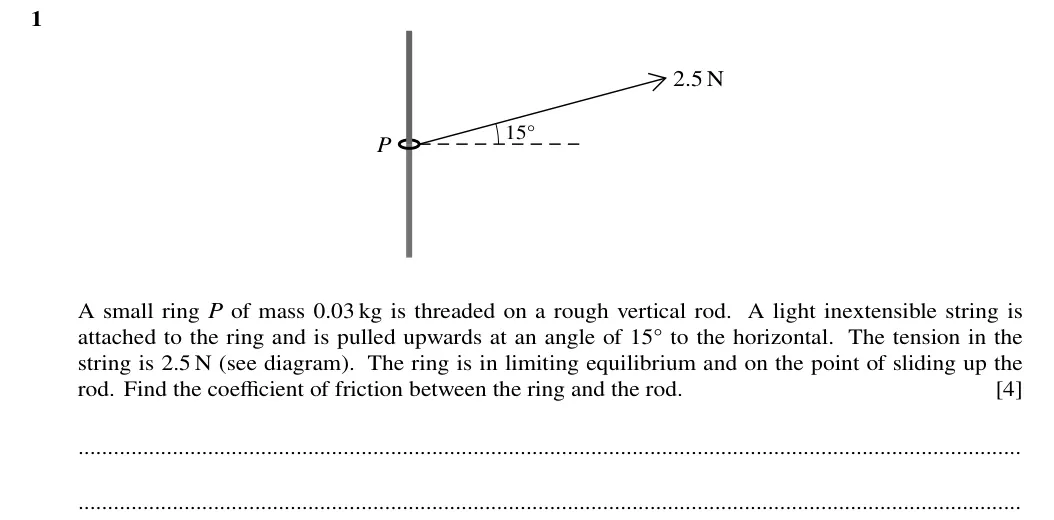 1
2.5 N
15°
P
A small ring P of mass 0.03 kg is threaded on a rough vertical rod. A light inextensible string is
attached to the ring and is pulled upwards at an angle of 15° to the horizontal. The tension in the
string is 2.5 N (see diagram). The ring is in limiting equilibrium and on the point of sliding up the
rod. Find the coefficient of friction between the ring and the rod. [4]